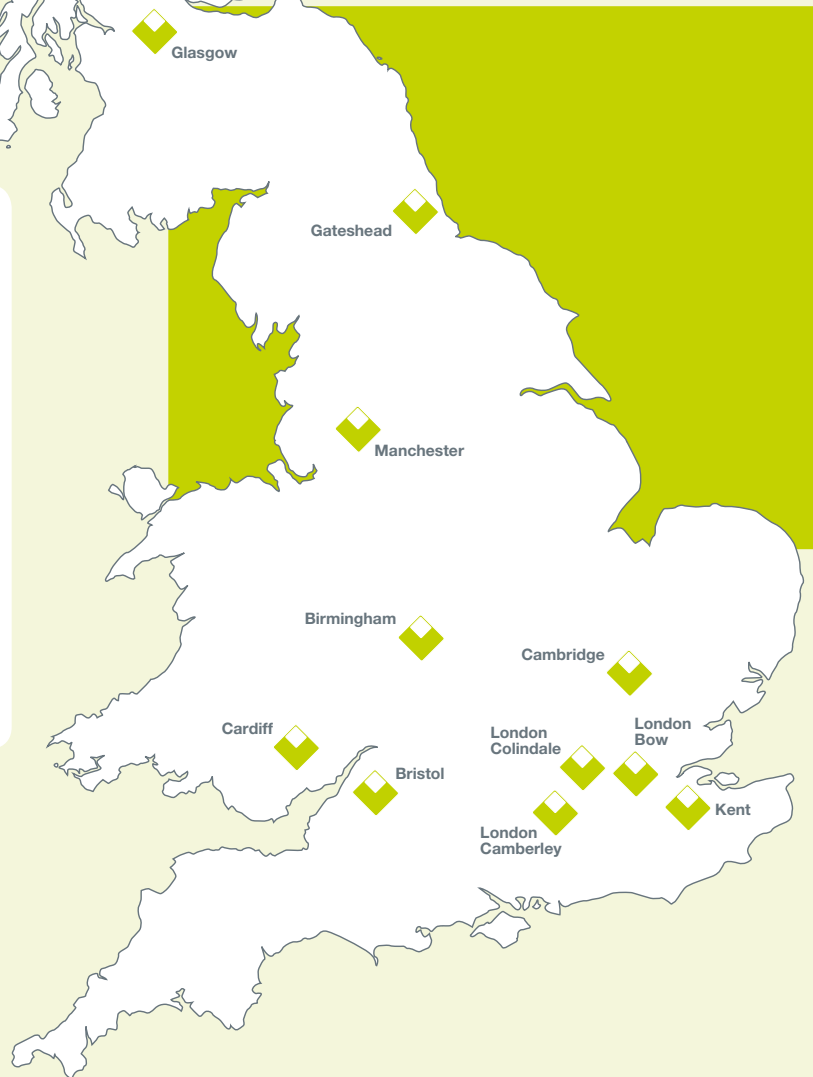 Glasgow
Gateshead
Manchester
Birmingham
Cambridge
Cardiff
London
Colindale
London
Bow
Bristol
Kent
London
Camberley